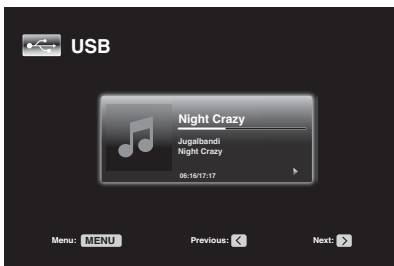 USB
Night Crazy
Jugalbandi
Night Crazy
06:16/17:17
Menu: MENU Previous: Next: